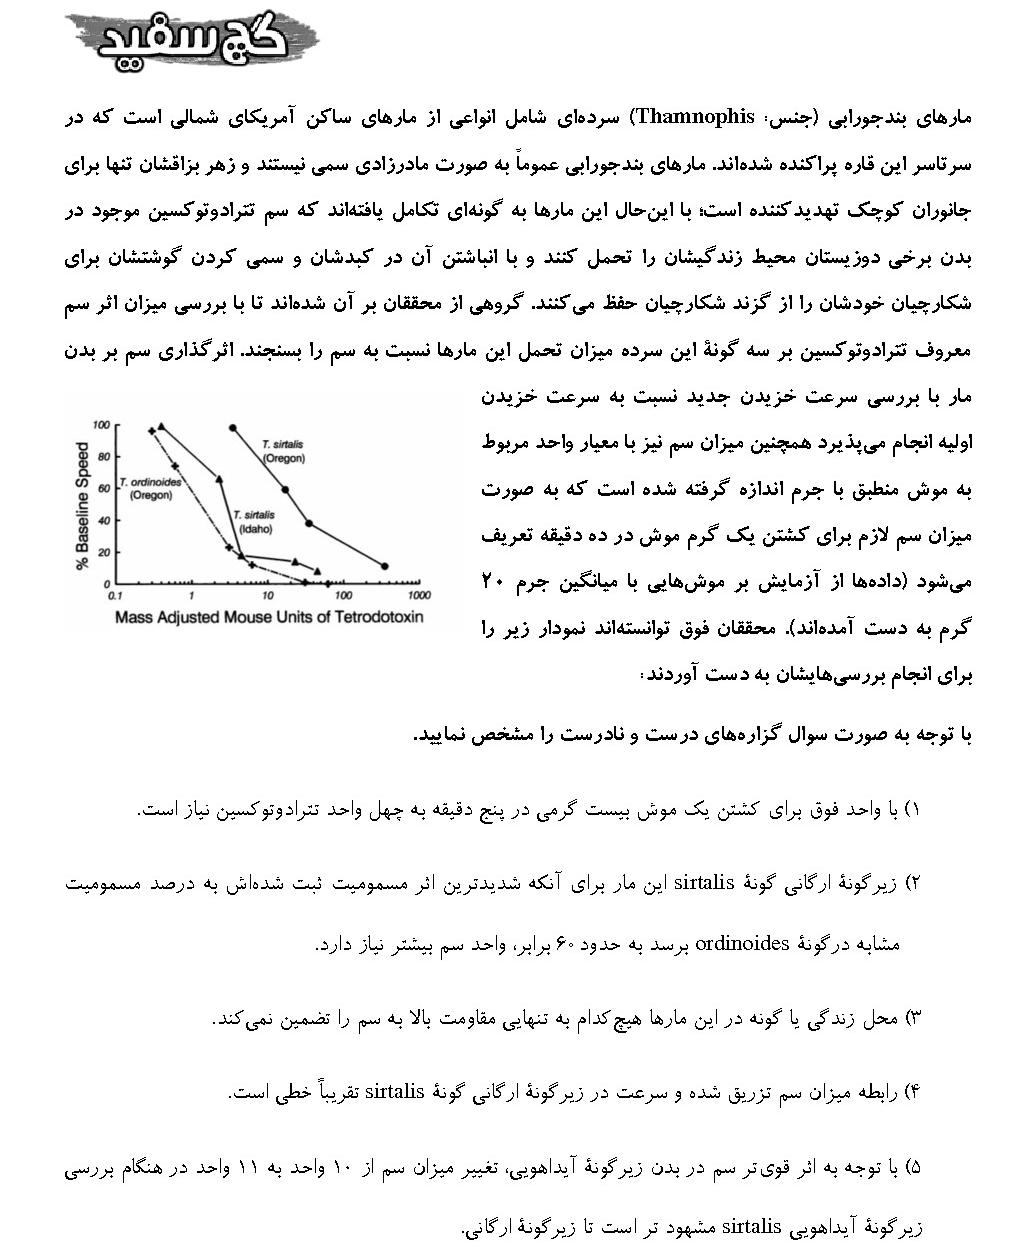 گچ سفید
مارهای بندجورابی (جنس: Thamnophis) سرده‌ای شامل انواعی از مارهای ساکن آمریکای شمالی است که در
سرتاسر این قاره پراکنده شده‌اند. مارهای بندجورابی عموماً به صورت مادرزادی سمی نیستند و زهر بزاقشان تنها برای
جانوران کوچک تهدیدکننده است؛ با این‌حال این مارها به گونه‌ای تکامل یافته‌اند که سم تترادوتوکسین موجود در
بدن برخی دوزیستان محیط زندگیشان را تحمل کنند و با انباشتن آن در کبدشان و سمی کردن گوشتشان برای
شکارچیان خودشان را از گزند شکارچیان حفظ می‌کنند. گروهی از محققان بر آن شده‌اند تا با بررسی میزان اثر سم
معروف تترادوتوکسین بر سه گونهٔ این سرده میزان تحمل این مارها نسبت به سم را بسنجند. اثرگذاری سم بر بدن
مار با بررسی سرعت خزیدن جدید نسبت به سرعت خزیدن
اولیه انجام می‌پذیرد همچنین میزان سم نیز با معیار واحد مربوط
به موش منطبق با جرم اندازه گرفته شده است که به صورت
میزان سم لازم برای کشتن یک گرم موش در ده دقیقه تعریف
می‌شود (داده‌ها از آزمایش بر موش‌هایی با میانگین جرم ۲۰
گرم به دست آمده‌اند). محققان فوق توانسته‌اند نمودار زیر را
برای انجام بررسی‌هایشان به دست آوردند:
% Baseline Speed
100
80
60
40
20
0
T. sirtalis
(Oregon)
T. ordinoides
(Oregon)
T. sirtalis
(Idaho)
0.1 1 10 100 1000
Mass Adjusted Mouse Units of Tetrodotoxin
با توجه به صورت سوال گزاره‌های درست و نادرست را مشخص نمایید.
۱) با واحد فوق برای کشتن یک موش بیست گرمی در پنج دقیقه به چهل واحد تترادوتوکسین نیاز است.
۲) زیرگونهٔ ارگانی گونهٔ sirtalis این مار برای آنکه شدیدترین اثر مسمومیت ثبت شده‌اش به درصد مسمومیت
مشابه درگونهٔ ordinoides برسد به حدود ۶۰ برابر، واحد سم بیشتر نیاز دارد.
۳) محل زندگی یا گونه در این مارها هیچ‌کدام به تنهایی مقاومت بالا به سم را تضمین نمی‌کند.
۴) رابطه میزان سم تزریق شده و سرعت در زیرگونهٔ ارگانی گونهٔ sirtalis تقریباً خطی است.
۵) با توجه به اثر قوی‌تر سم در بدن زیرگونهٔ آیداهویی، تغییر میزان سم از ۱۰ واحد به ۱۱ واحد در هنگام بررسی
زیرگونهٔ آیداهویی sirtalis مشهود تر است تا زیرگونهٔ ارگانی.